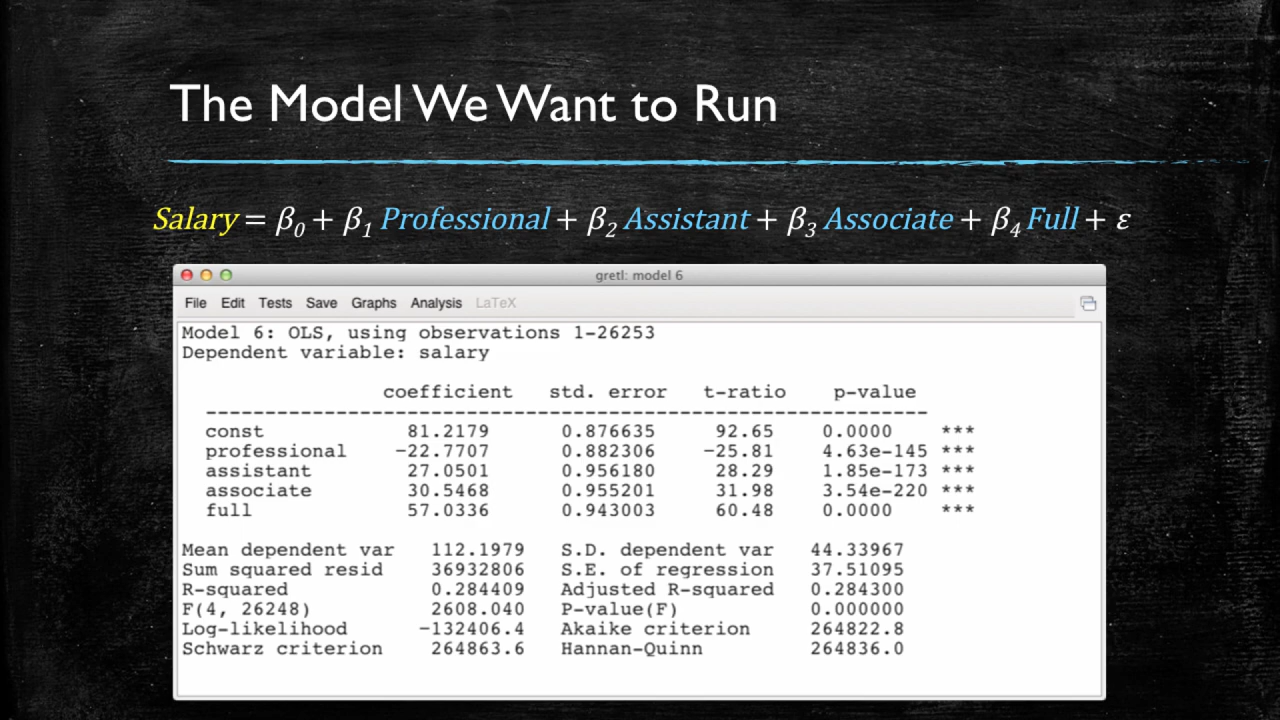 The Model We Want to Run
Salary = β0 + β1 Professional + β2 Assistant + β3 Associate + β4 Full + ε
gretl: model 6
File Edit Tests Save Graphs Analysis LaTeX
Model 6: OLS, using observations 1-26253
Dependent variable: salary
coefficient std. error t-ratio p-value
---------------------------------------------------------------
const 81.2179 0.876635 92.65 0.0000 ***
professional −22.7707 0.882306 −25.81 4.63e-145 ***
assistant 27.0501 0.956180 28.29 1.85e-173 ***
associate 30.5468 0.955201 31.98 3.54e-220 ***
full 57.0336 0.943003 60.48 0.0000 ***
Mean dependent var 112.1979 S.D. dependent var 44.33967
Sum squared resid 36932806 S.E. of regression 37.51095
R-squared 0.284409 Adjusted R-squared 0.284300
F(4, 26248) 2608.040 P-value(F) 0.000000
Log-likelihood −132406.4 Akaike criterion 264822.8
Schwarz criterion 264863.6 Hannan-Quinn 264836.0